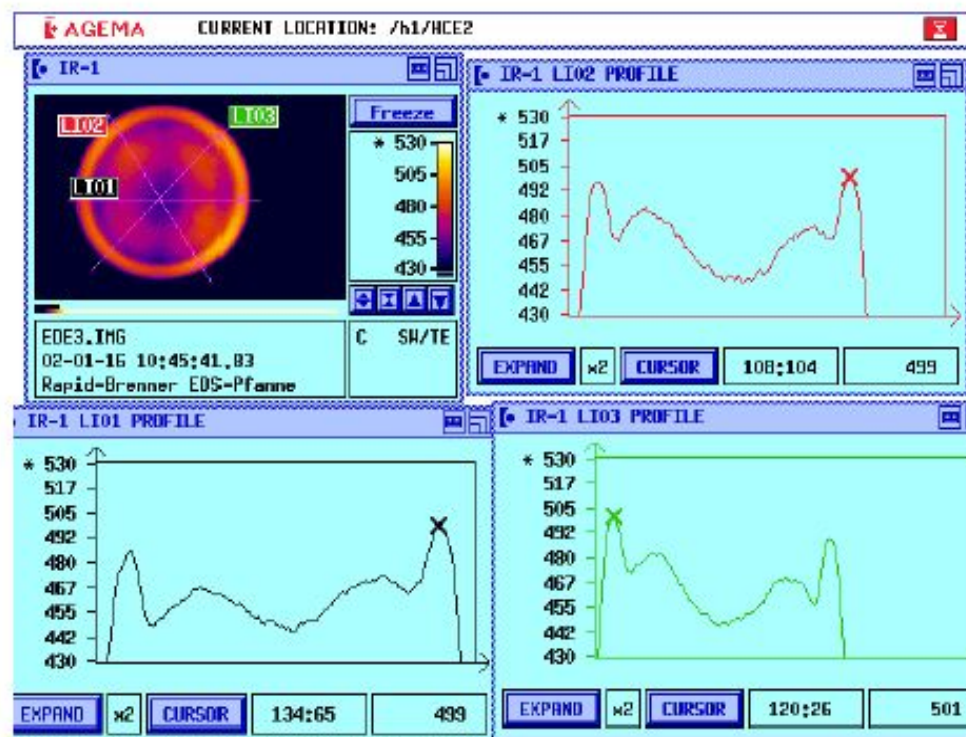 AGEMA CURRENT LOCATION: /h1/HCE2
IR-1
LI02
LI03
LI01
Freeze
* 530
505
480
455
430
EDE3.IMG
02-01-16 10:45:41.83
Rapid-Brenner EDS-Pfanne
C SW/TE
IR-1 LI02 PROFILE
* 530
517
505
492
480
467
455
442
430
EXPAND x2 CURSOR 108:104 499
IR-1 LI01 PROFILE
* 530
517
505
492
480
467
455
442
430
EXPAND x2 CURSOR 134:65 499
IR-1 LI03 PROFILE
* 530
517
505
492
480
467
455
442
430
EXPAND x2 CURSOR 120:26 501